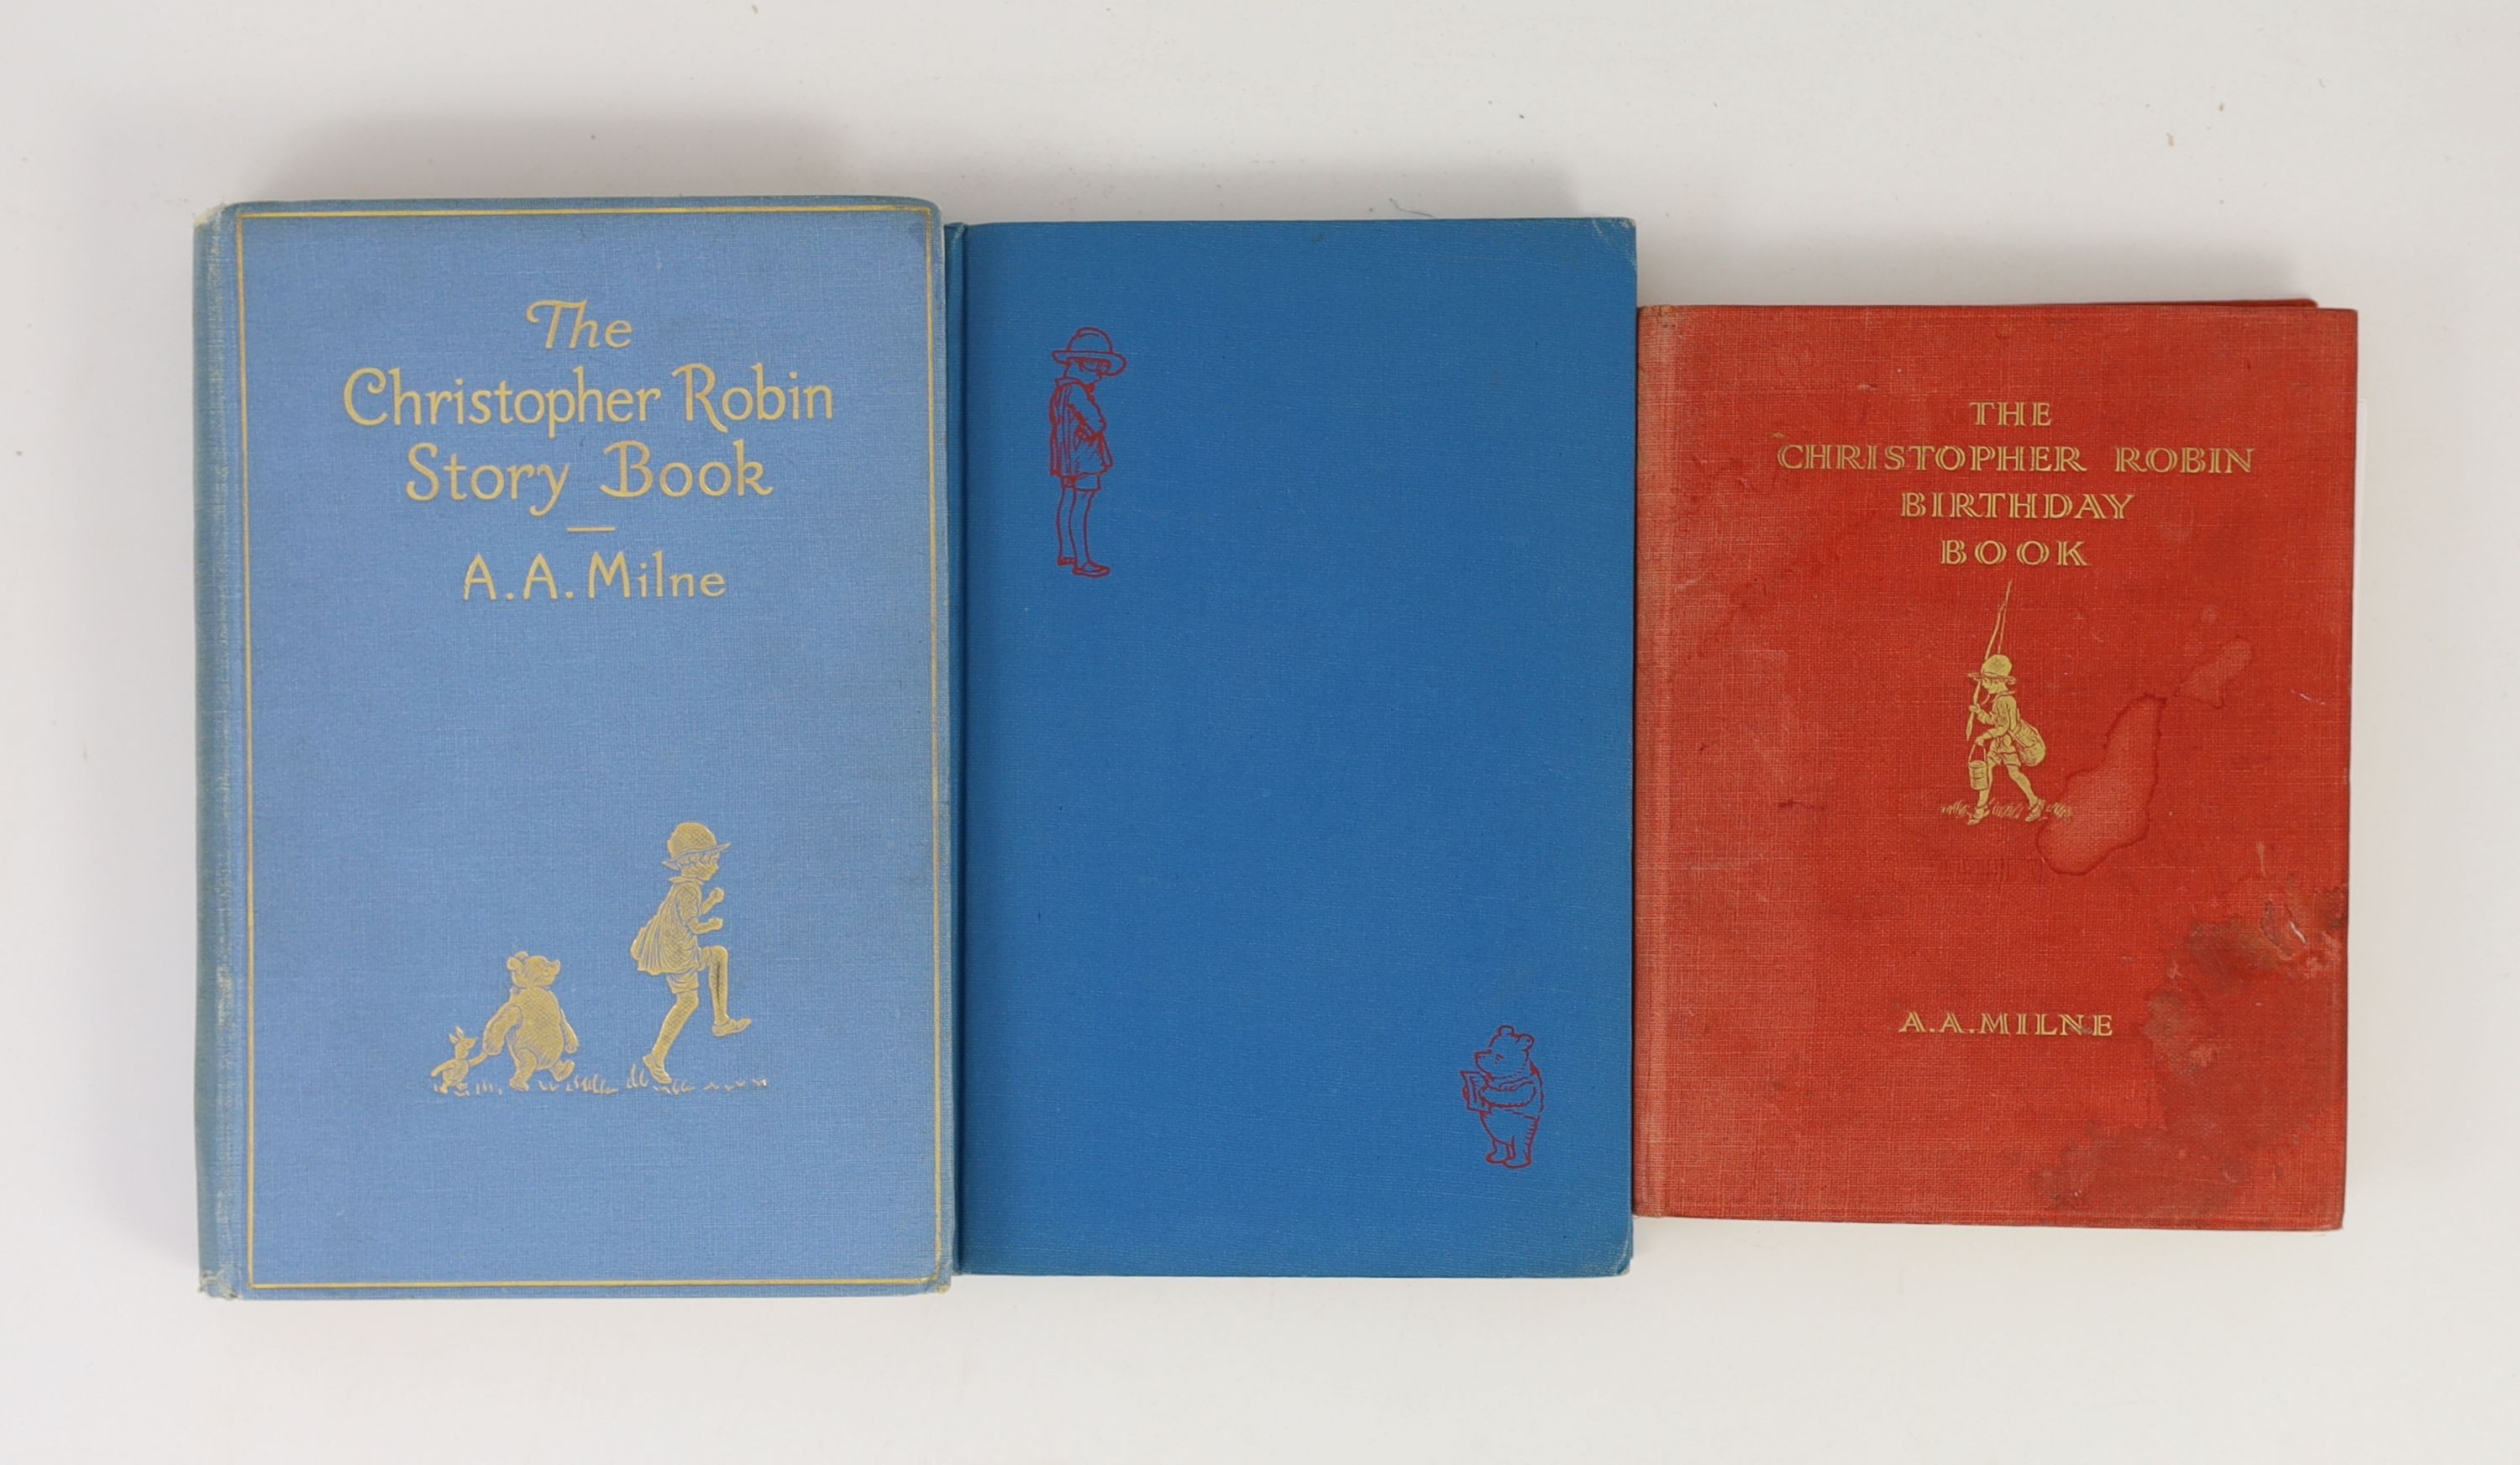 The
Christopher Robin
Story Book
—
A.A. Milne
THE
CHRISTOPHER ROBIN
BIRTHDAY
BOOK
A.A.MILNE